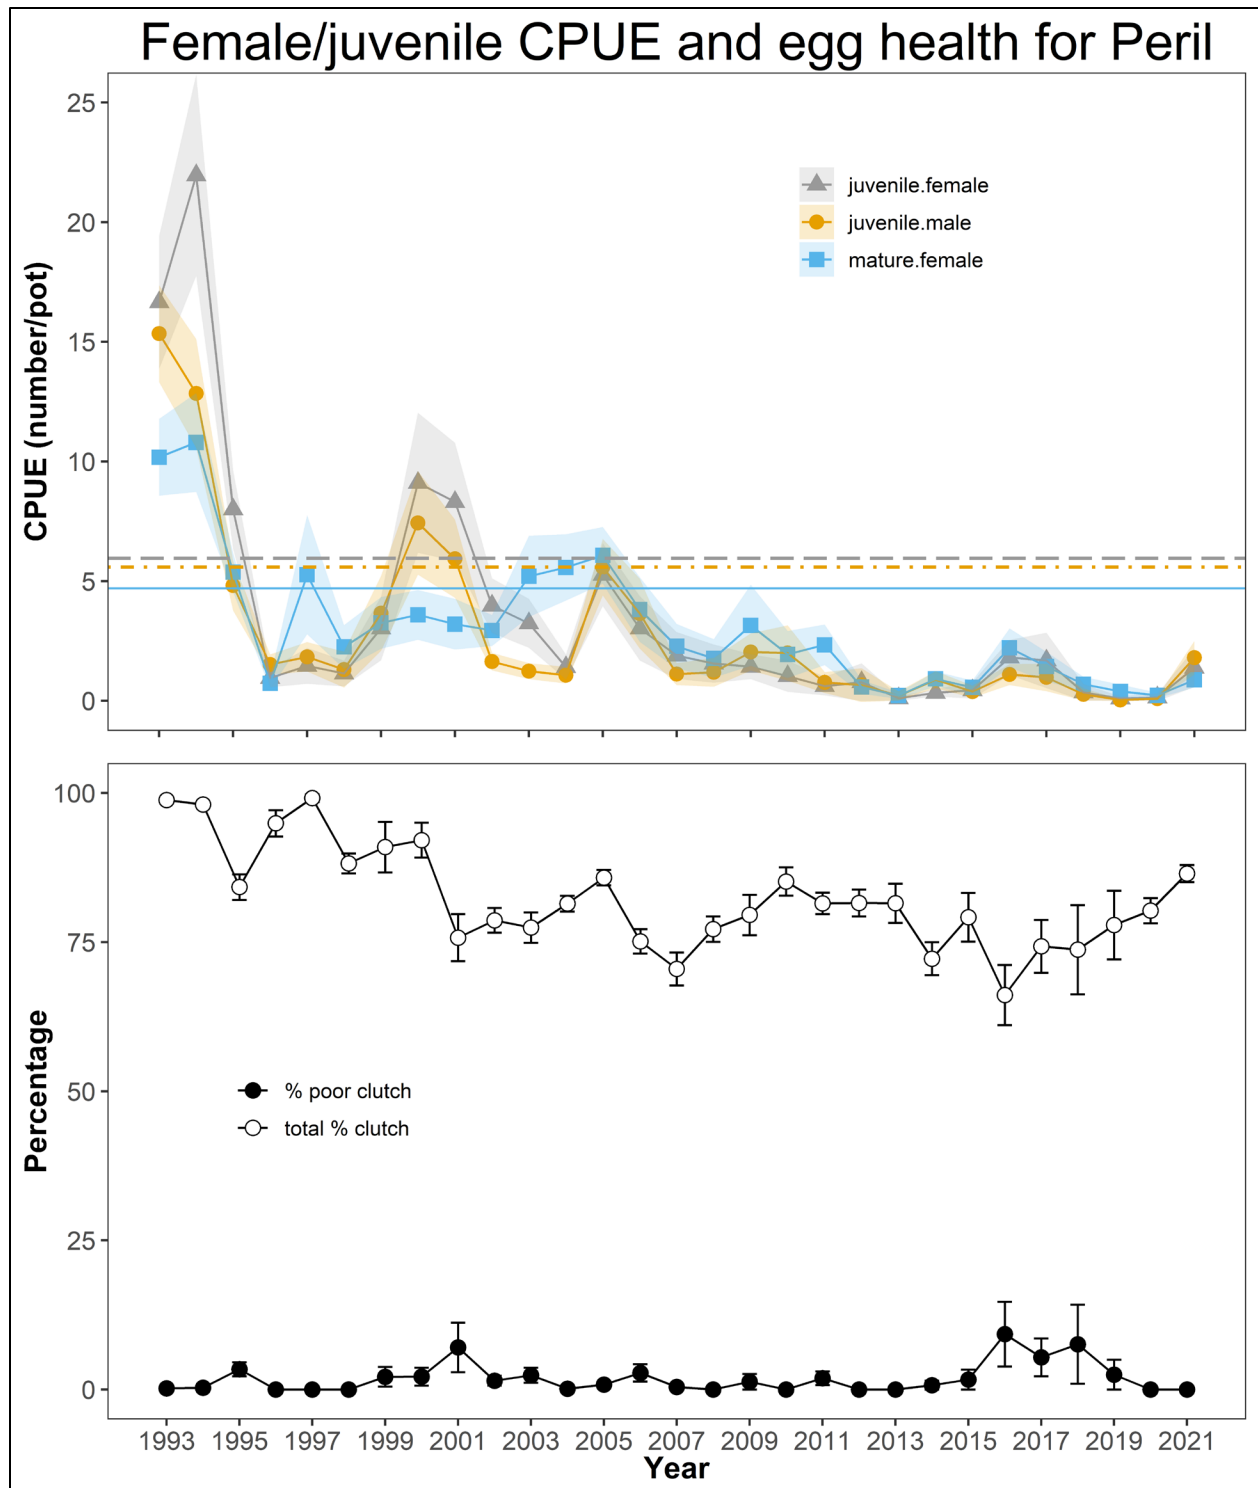 Female/juvenile CPUE and egg health for Peril
CPUE (number/pot)
25
20
15
10
5
0
juvenile.female
juvenile.male
mature.female
Percentage
100
75
50
25
0
% poor clutch
total % clutch
1993 1995 1997 1999 2001 2003 2005 2007 2009 2011 2013 2015 2017 2019 2021
Year